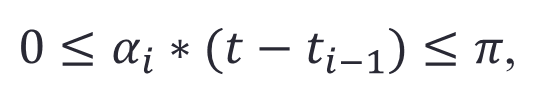 0 ≤ 𝛼ᵢ ∗ (𝑡 − 𝑡ᵢ₋₁) ≤ 𝜋,